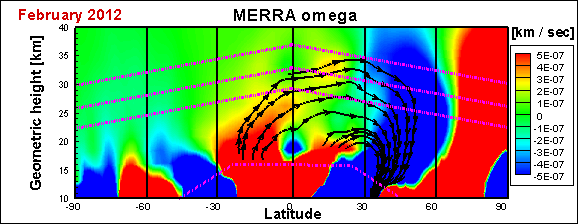 February 2012
MERRA omega
[km / sec]
Geometric height [km]
40
35
30
25
20
15
10
-90
-60
-30
0
30
60
90
Latitude
5E-07
4E-07
3E-07
2E-07
1E-07
0
-1E-07
-2E-07
-3E-07
-4E-07
-5E-07